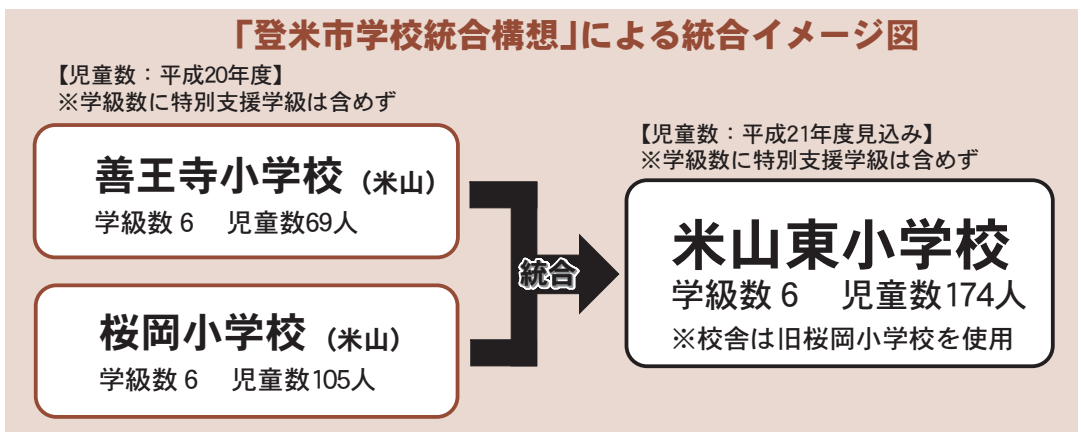 「登米市学校統合構想」による統合イメージ図
【児童数：平成20年度】
※学級数に特別支援学級は含めず
善王寺小学校（米山）
学級数 6　児童数69人
桜岡小学校（米山）
学級数 6　児童数105人
統合
【児童数：平成21年度見込み】
※学級数に特別支援学級は含めず
米山東小学校
学級数 6　児童数174人
※校舎は旧桜岡小学校を使用